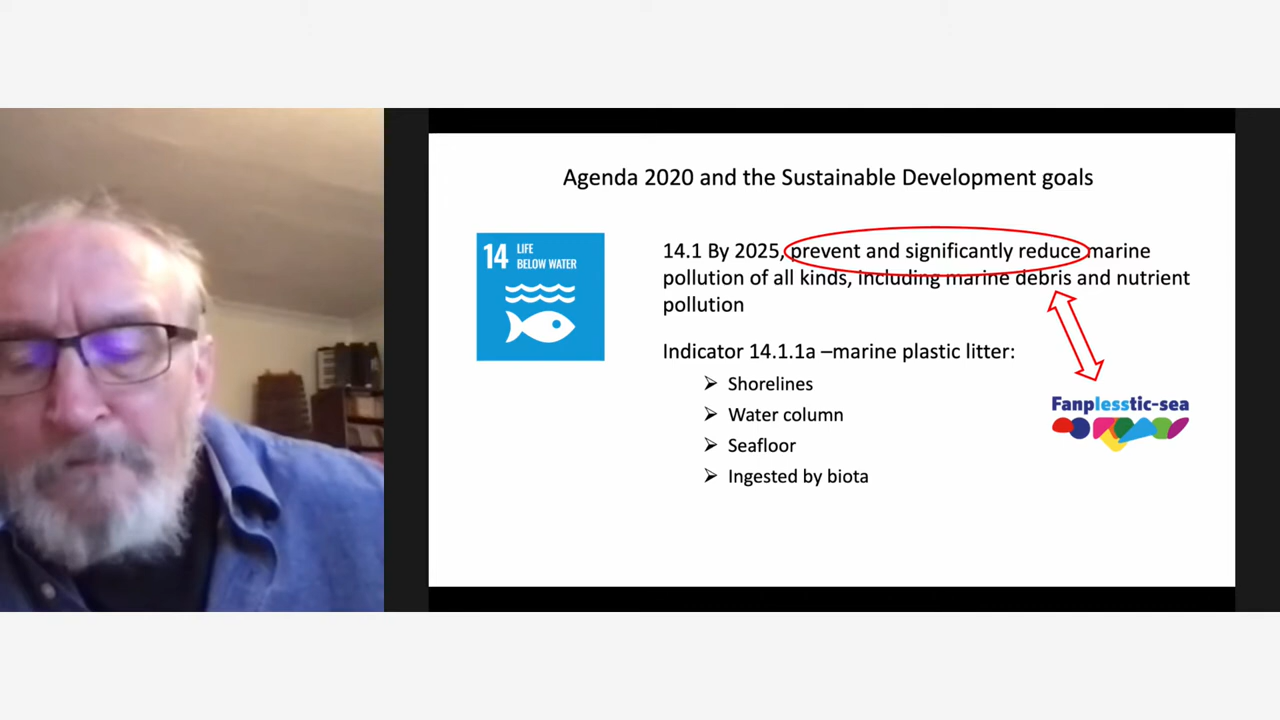 Agenda 2020 and the Sustainable Development goals
14 LIFE
BELOW WATER
14.1 By 2025, prevent and significantly reduce marine
pollution of all kinds, including marine debris and nutrient
pollution
Indicator 14.1.1a –marine plastic litter:
Shorelines
Water column
Seafloor
Ingested by biota
Fanplesstic-sea